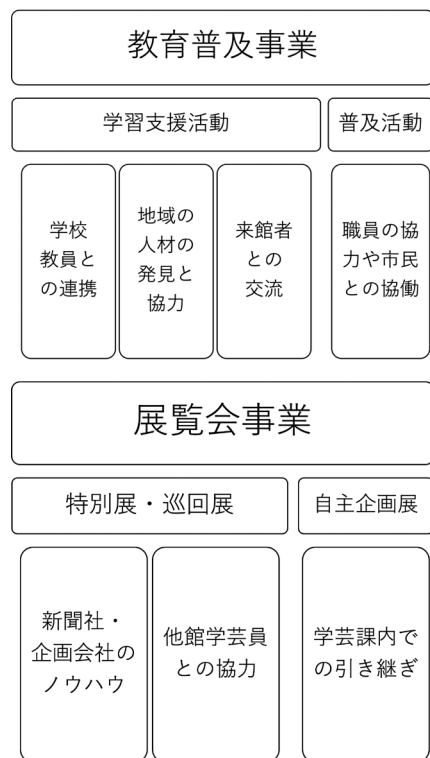 教育普及事業
学習支援活動
普及活動
学校
教員と
の連携
地域の
人材の
発見と
協力
来館者
との
交流
職員の協
力や市民
との協働
展覧会事業
特別展・巡回展
自主企画展
新聞社・
企画会社の
ノウハウ
他館学芸員
との協力
学芸課内で
の引き継ぎ